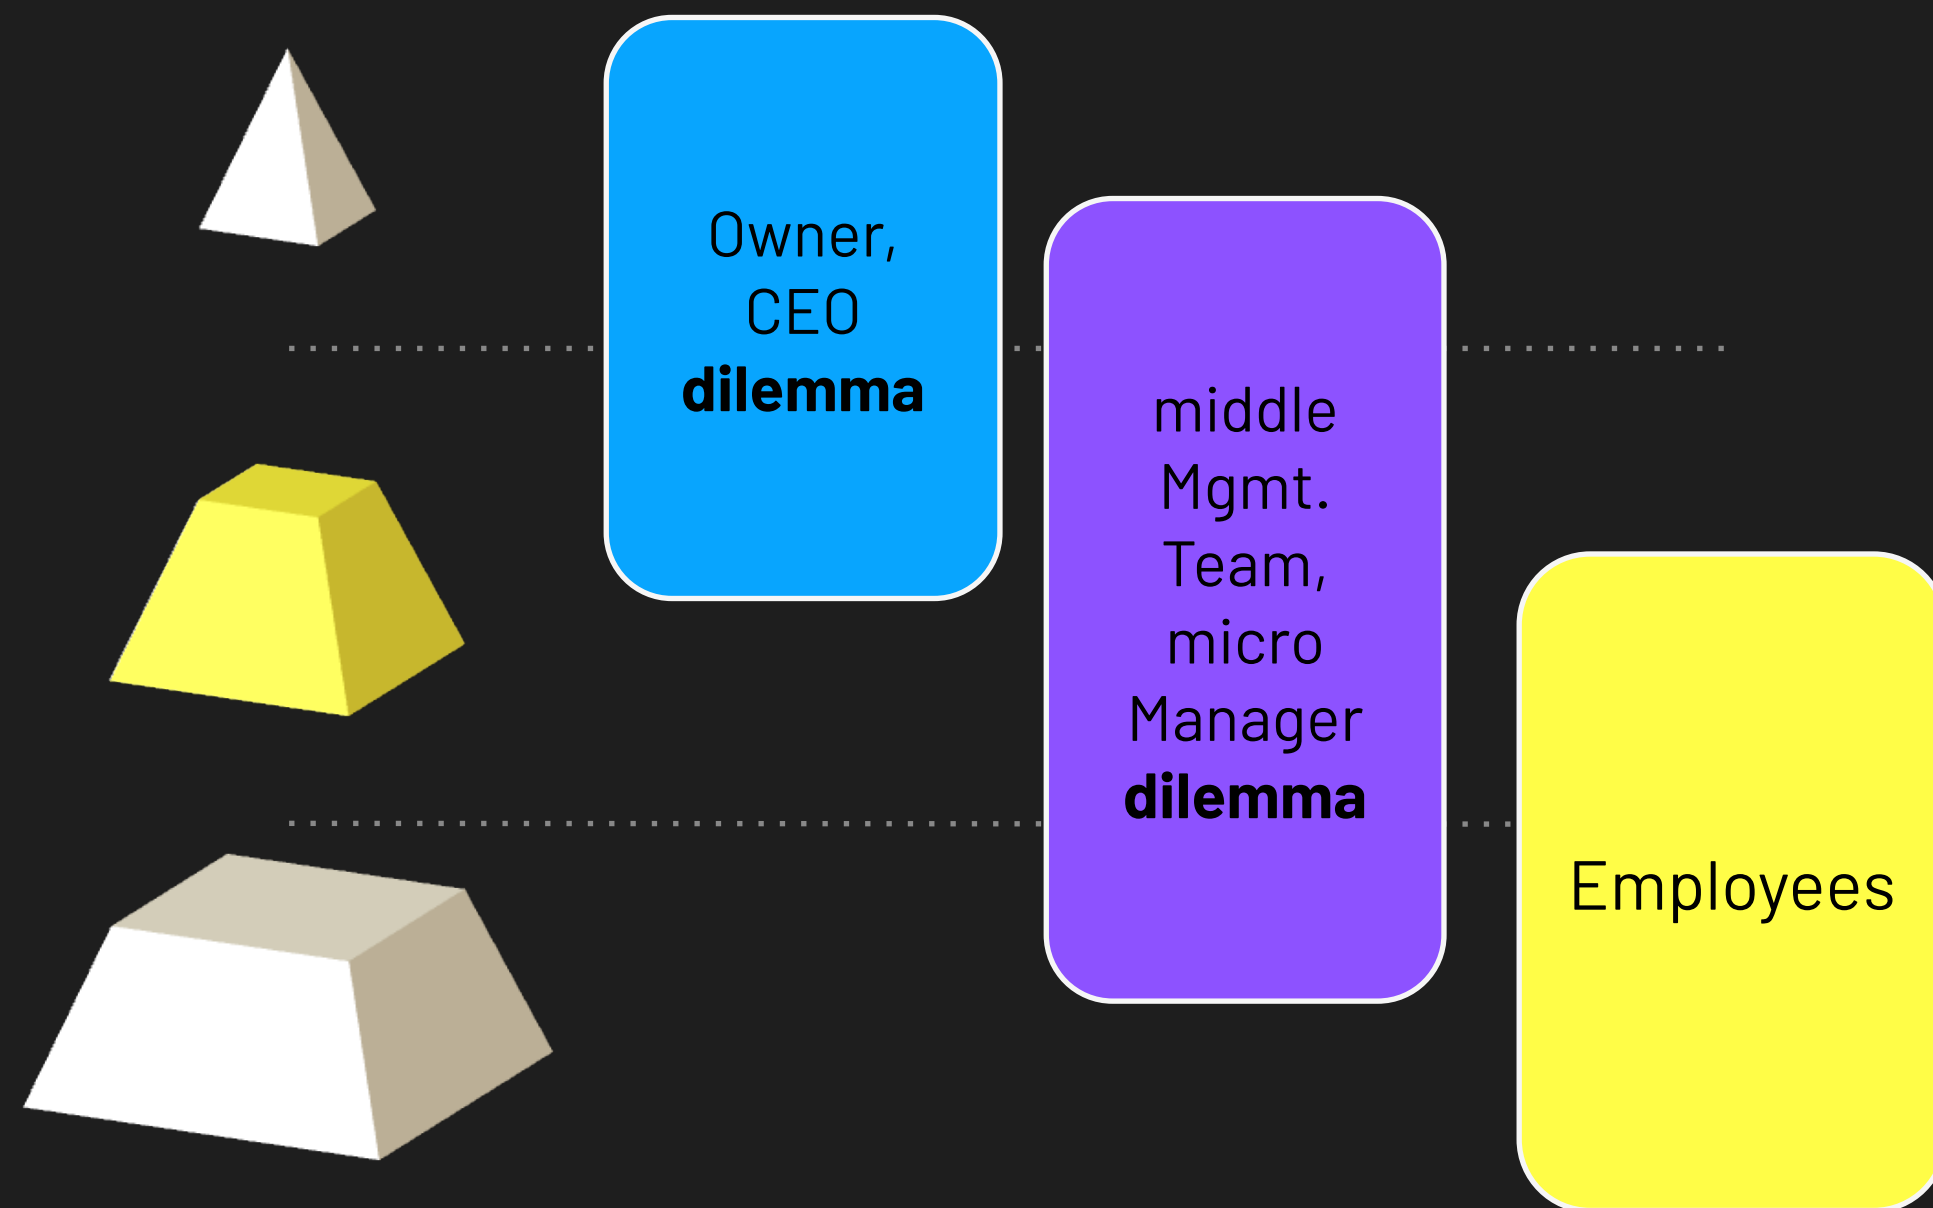 Owner,
CEO
dilemma
middle
Mgmt.
Team,
micro
Manager
dilemma
Employees